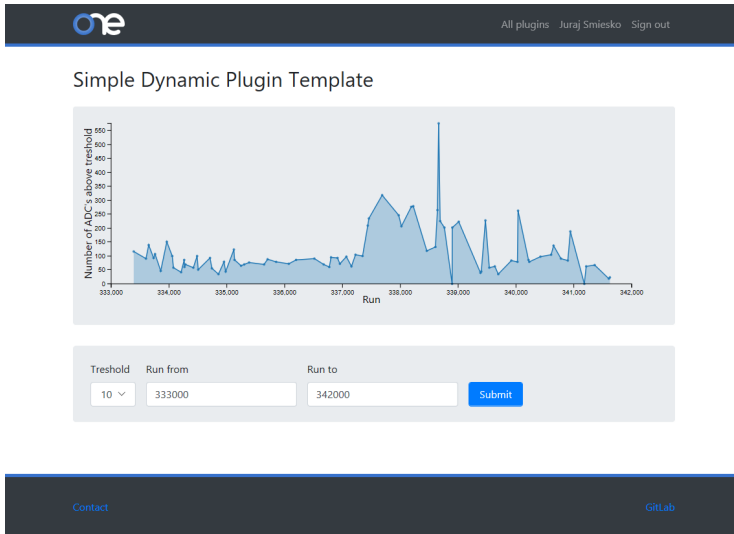 one
All plugins Juraj Smiesko Sign out
Simple Dynamic Plugin Template
Number of ADC's above treshold
550
500
450
400
350
300
250
200
150
100
50
0
333,000 334,000 335,000 336,000 337,000 338,000 339,000 340,000 341,000 342,000
Run
Treshold Run from Run to
10 333000 342000 Submit
Contact GitLab